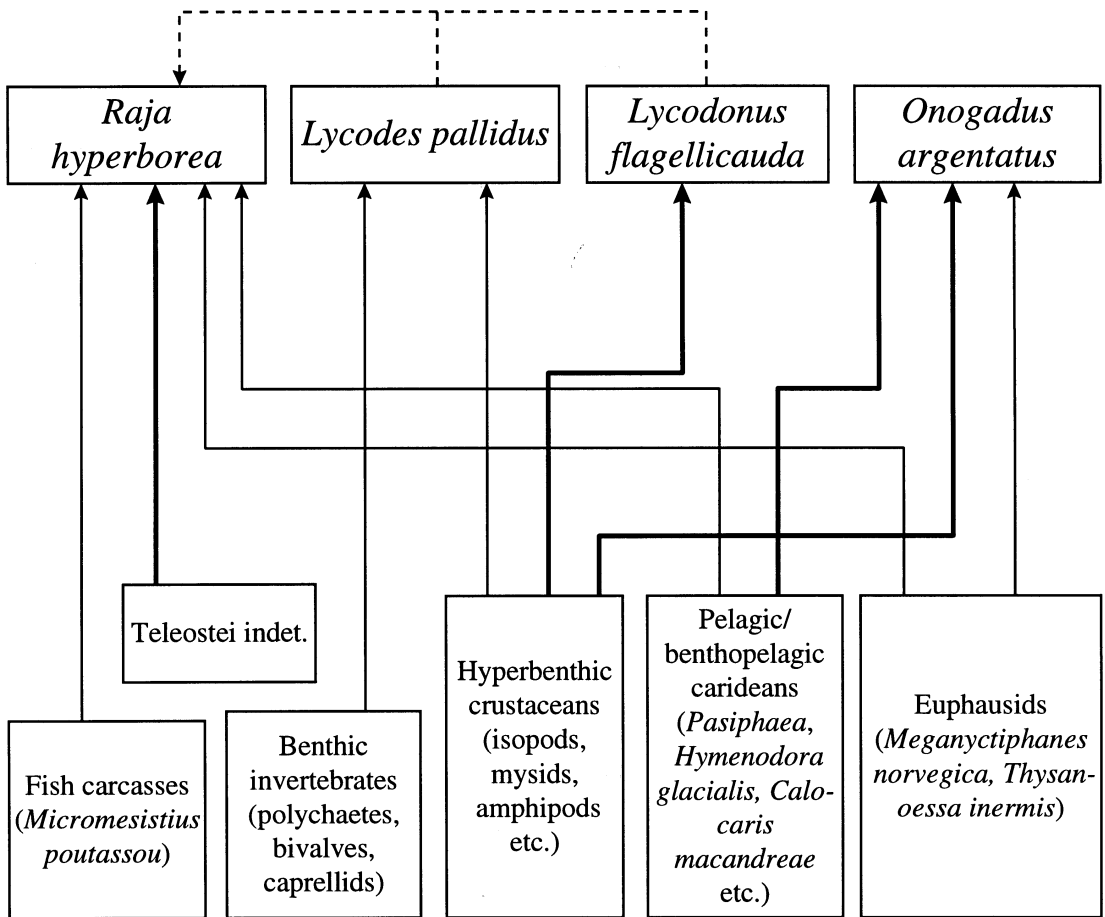 Raja
hyperborea
Lycodes pallidus
Lycodonus
flagellicauda
Onogadus
argentatus
Teleostei indet.
Fish carcasses
(Micromesistius
poutassou)
Benthic
invertebrates
(polychaetes,
bivalves,
caprellids)
Hyperbenthic
crustaceans
(isopods,
mysids,
amphipods
etc.)
Pelagic/
benthopelagic
carideans
(Pasiphaea,
Hymenodora
glacialis, Calo-
caris
macandreae
etc.)
Euphausids
(Meganyctiphanes
norvegica, Thysan-
oessa inermis)